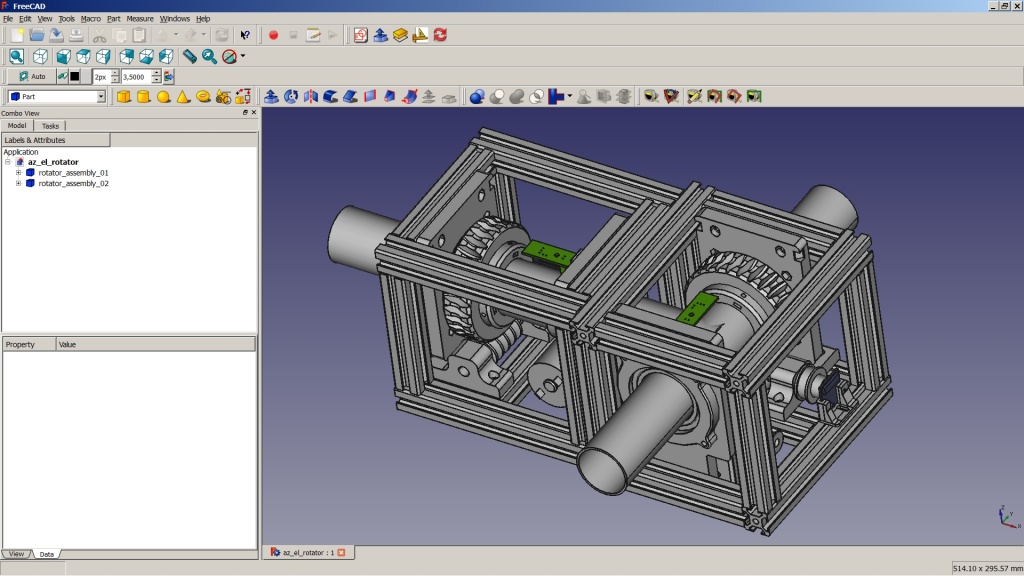 FreeCAD
File Edit View Tools Macro Part Measure Windows Help
Auto 2px 3,5000
Part
Combo View
Model Tasks
Labels & Attributes
Application
az_el_rotator
rotator_assembly_01
rotator_assembly_02
Property Value
View Data
az_el_rotator : 1
Z
Y
X
514.10 x 295.57 mm